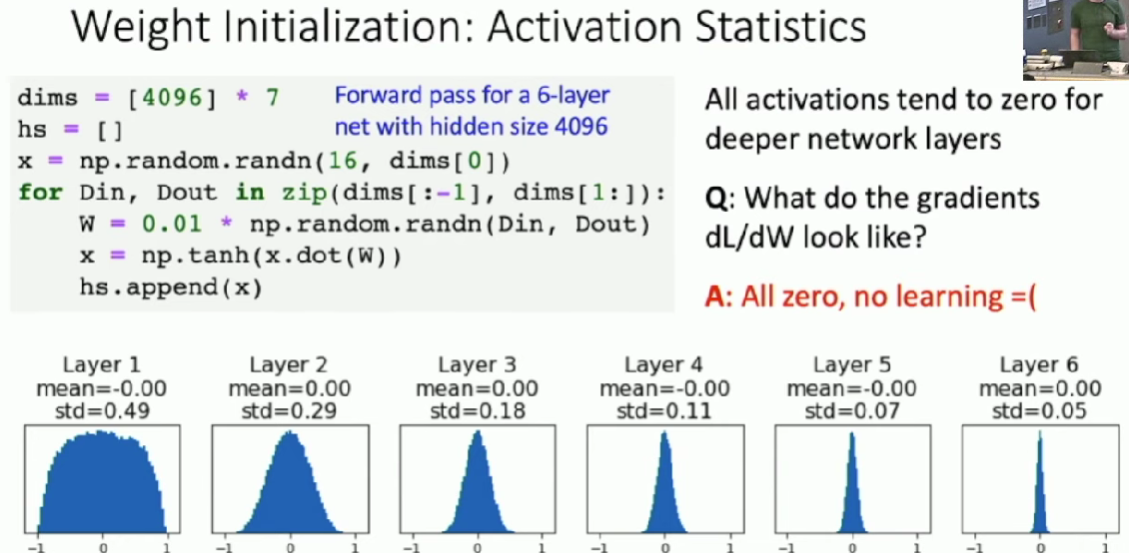 Weight Initialization: Activation Statistics
dims = [4096] * 7
Forward pass for a 6-layer
net with hidden size 4096
hs = []
x = np.random.randn(16, dims[0])
for Din, Dout in zip(dims[:-1], dims[1:]):
    W = 0.01 * np.random.randn(Din, Dout)
    x = np.tanh(x.dot(W))
    hs.append(x)
All activations tend to zero for
deeper network layers
Q: What do the gradients
dL/dW look like?
A: All zero, no learning =(
Layer 1
mean=-0.00
std=0.49
-1 0 1
Layer 2
mean=0.00
std=0.29
-1 0 1
Layer 3
mean=0.00
std=0.18
-1 0 1
Layer 4
mean=-0.00
std=0.11
-1 0 1
Layer 5
mean=-0.00
std=0.07
-1 0 1
Layer 6
mean=0.00
std=0.05
-1 0 1